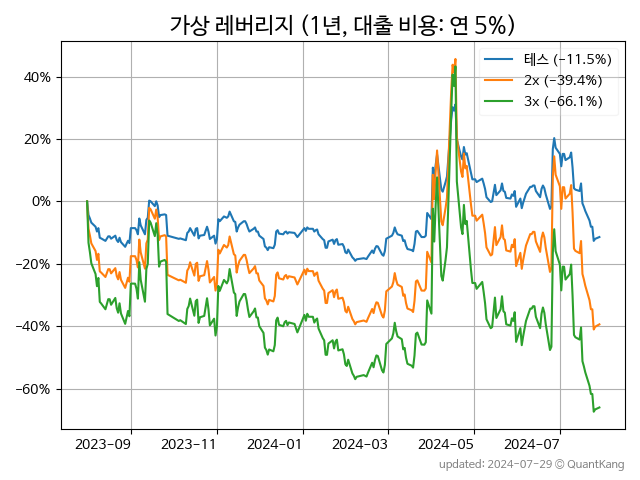 가상 레버리지 (1년, 대출 비용: 연 5%)
테스 (-11.5%)
2x (-39.4%)
3x (-66.1%)
40%
20%
0%
−20%
−40%
−60%
2023-09 2023-11 2024-01 2024-03 2024-05 2024-07
updated: 2024-07-29 © QuantKang